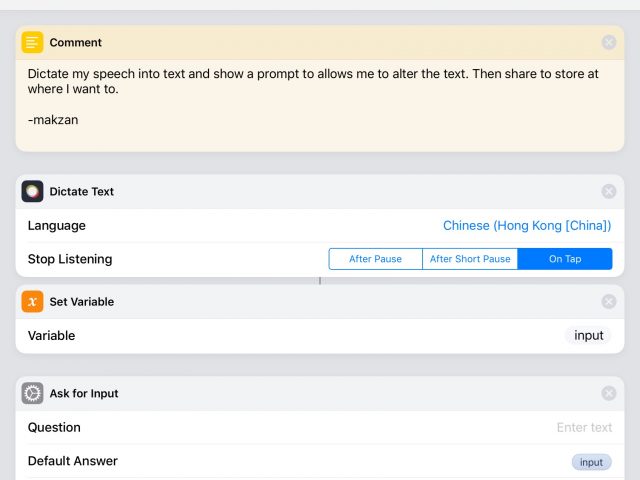 Comment
Dictate my speech into text and show a prompt to allows me to alter the text. Then share to store at
where I want to.
-makzan
Dictate Text
Language Chinese (Hong Kong [China])
Stop Listening After Pause After Short Pause On Tap
x Set Variable
Variable input
Ask for Input
Question Enter text
Default Answer input